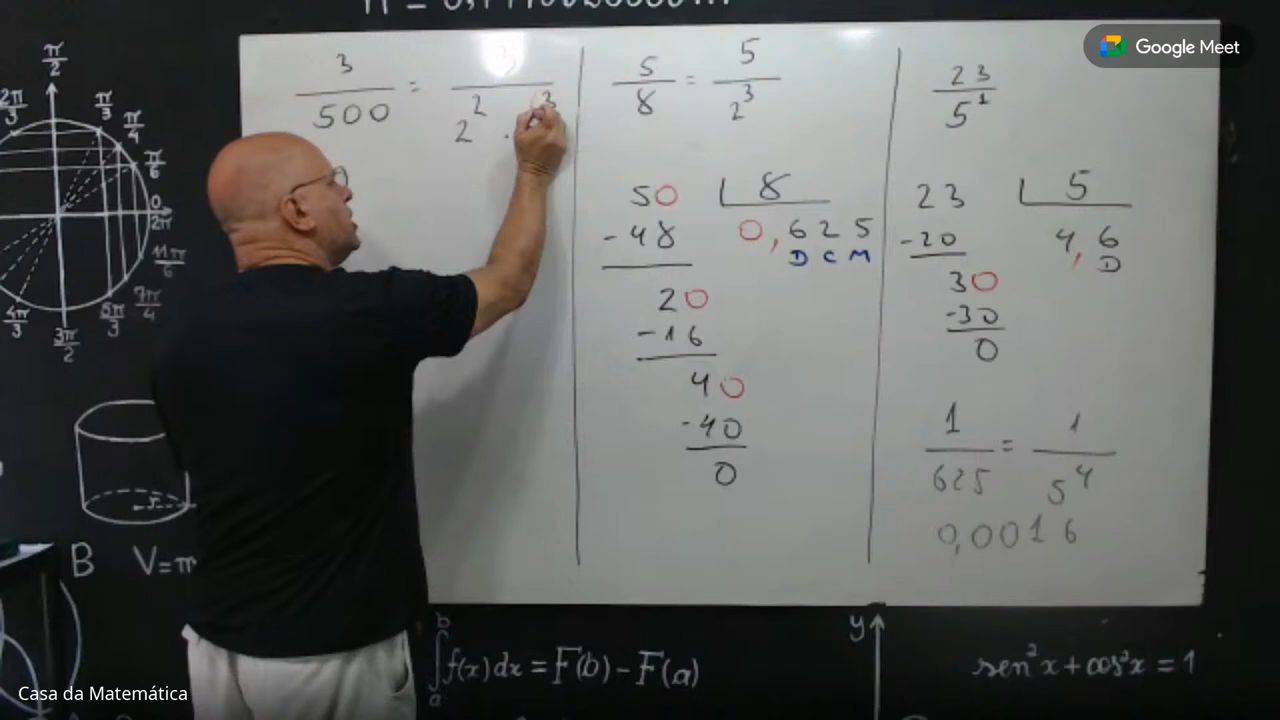 Google Meet
π/2
2π/3
π/3
π/4
π/6
0
2π
11π/6
7π/4
5π/3
3π/2
4π/3
r
B V=π
3/500 = 3/2² . ³
5/8 = 5/2³
50 | 8
-48 0,625
D C M
20
-16
40
-40
0
23/5¹
23 | 5
-20 4,6
D
30
-30
0
1/625 = 1/5⁴
0,0016
b
∫f(x)dx = F(b) - F(a)
a
y
sen²x + cos²x = 1
Casa da Matemática